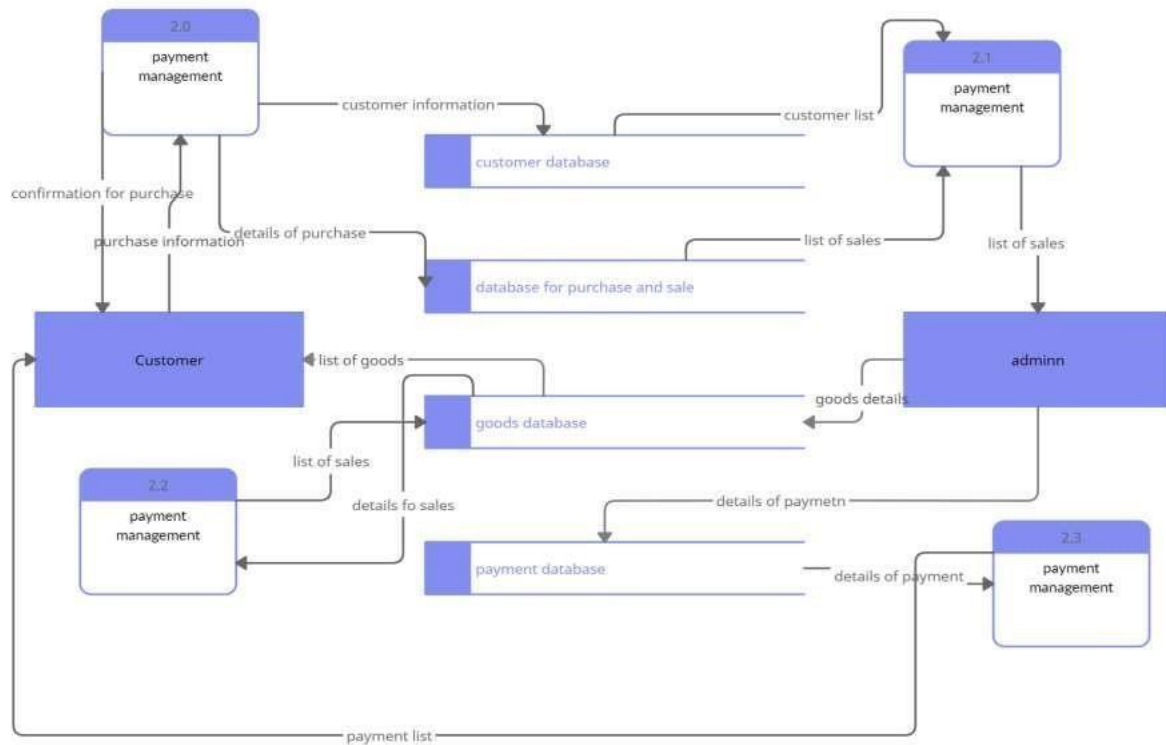 2.0
payment
management
2.1
payment
management
customer information
customer list
customer database
confirmation for purchase
purchase information
details of purchase
list of sales
list of sales
database for purchase and sale
Customer
list of goods
adminn
goods details
goods database
list of sales
2.2
payment
management
details fo sales
details of paymetn
2.3
payment
management
payment database
details of payment
payment list